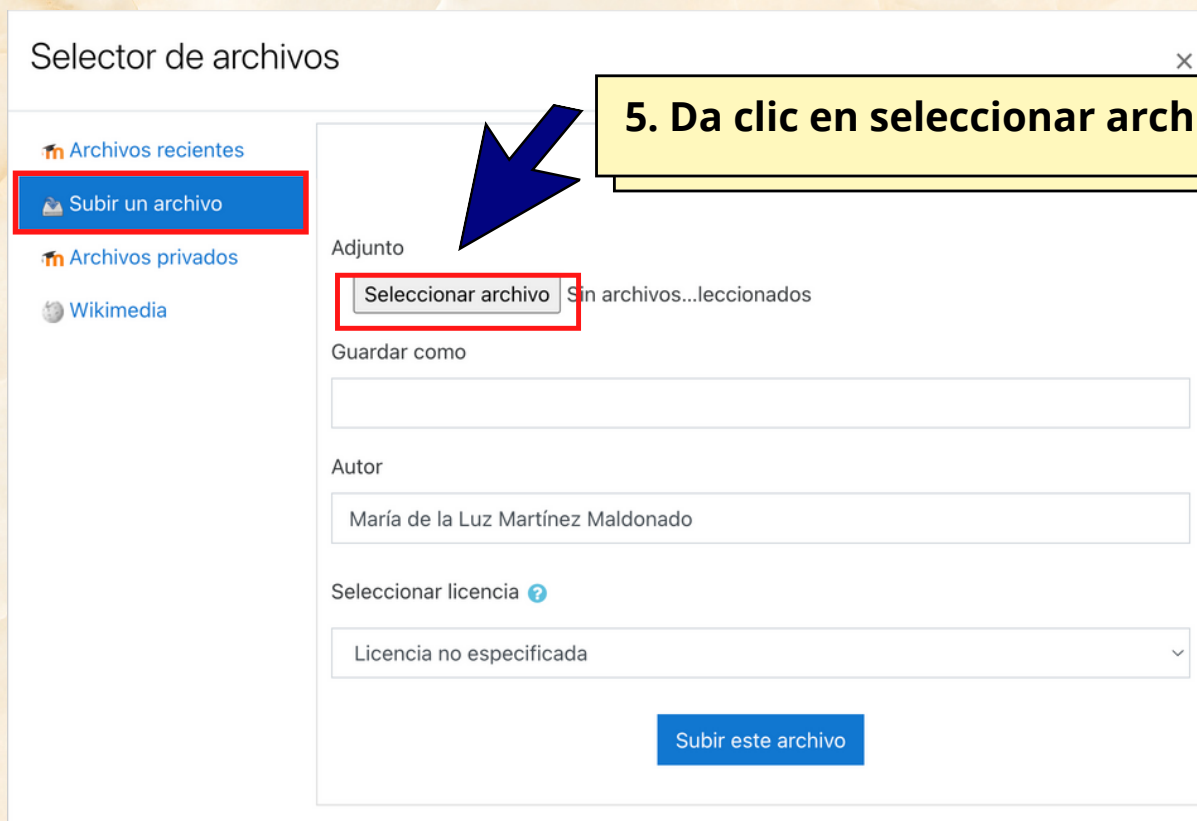 Selector de archivos
×
5. Da clic en seleccionar arch
Archivos recientes
Subir un archivo
Archivos privados
Wikimedia
Adjunto
Seleccionar archivo Sin archivos...leccionados
Guardar como
Autor
María de la Luz Martínez Maldonado
Seleccionar licencia ?
Licencia no especificada
Subir este archivo